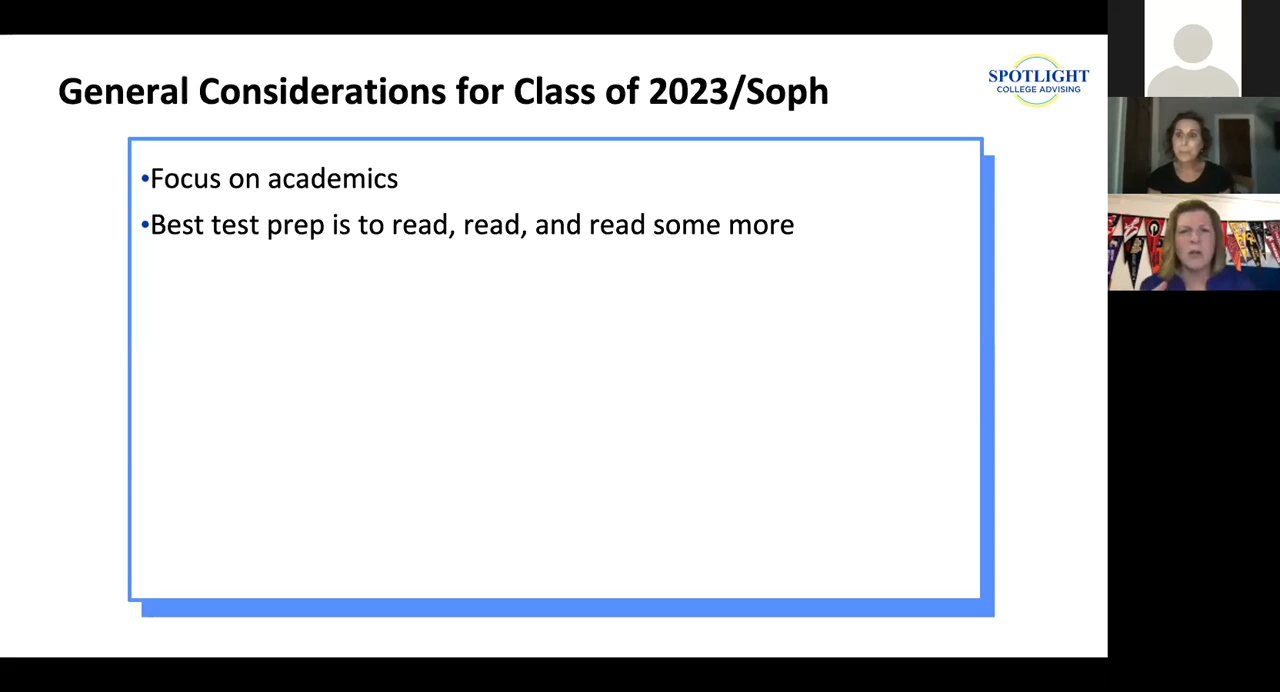 General Considerations for Class of 2023/Soph
SPOTLIGHT
COLLEGE ADVISING
•Focus on academics
•Best test prep is to read, read, and read some more